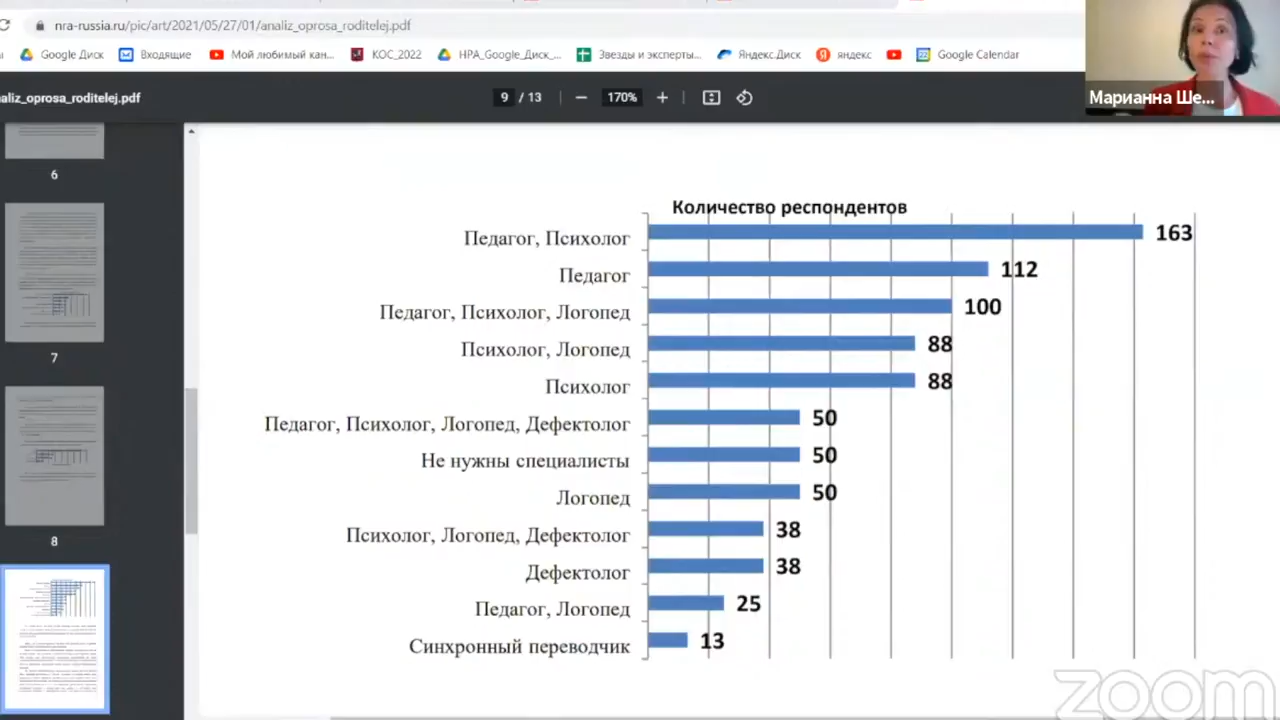 nra-russia.ru/pic/art/2021/05/27/01/analiz_oprosa_roditelej.pdf
Google Диск Входящие Мой любимый кан... КОС_2022 НРА_Google_Диск_... Звезды и эксперты... Яндекс.Диск яндекс Google Calendar
aliz_oprosa_roditelej.pdf 9 / 13 − 170% +
Марианна Ше...
6
7
8
Количество респондентов
Педагог, Психолог 163
Педагог 112
Педагог, Психолог, Логопед 100
Психолог, Логопед 88
Психолог 88
Педагог, Психолог, Логопед, Дефектолог 50
Не нужны специалисты 50
Логопед 50
Психолог, Логопед, Дефектолог 38
Дефектолог 38
Педагог, Логопед 25
Синхронный переводчик 13
zoom